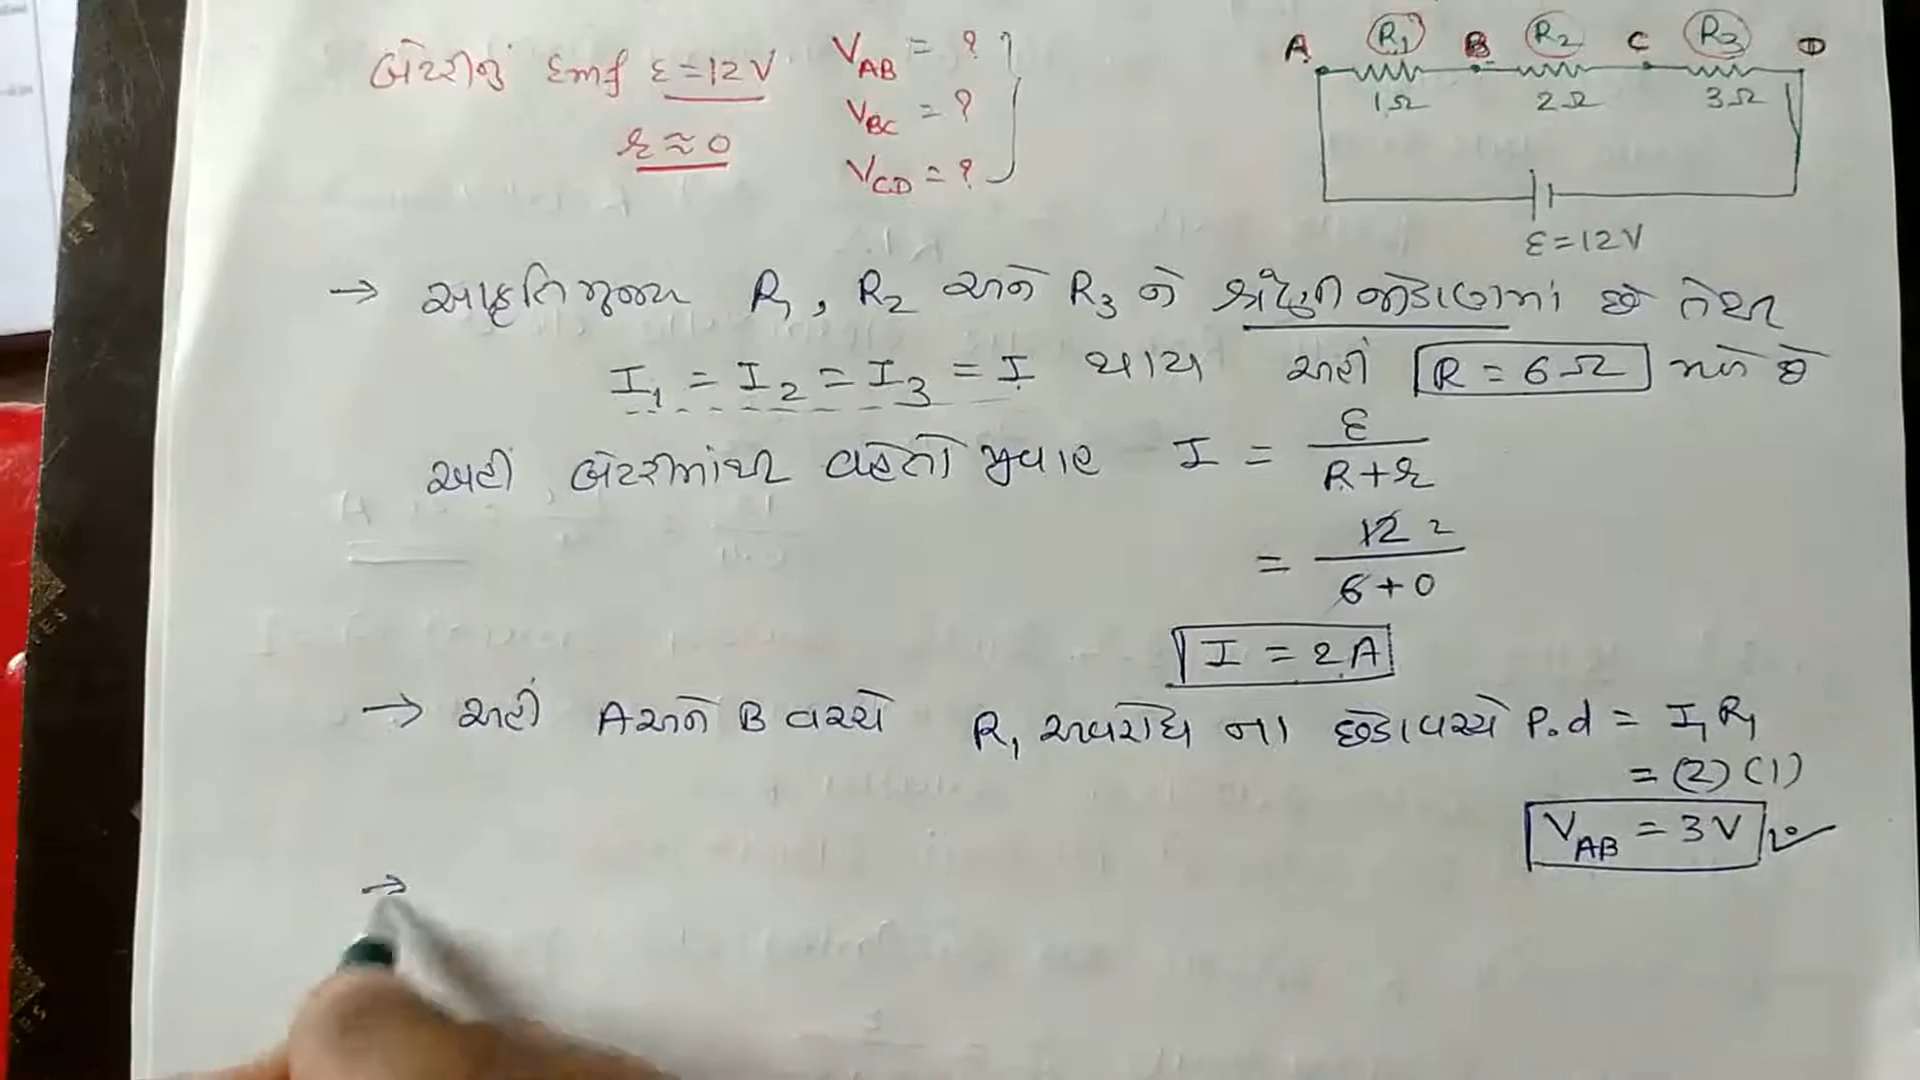 બેટરીનું emf ε = 12 V
r ≈ 0
V_AB = ?
V_BC = ?
V_CD = ?
A R₁ B R₂ C R₃ D
1Ω 2Ω 3Ω
ε = 12 V
→ આકૃતિ મુજબ R₁, R₂ અને R₃ ને શ્રેણી જોડાણમાં છે તેથી
I₁ = I₂ = I₃ = I થાય અહીં R = 6 Ω મળે છે
અહીં બેટરીમાંથી વહેતો પ્રવાહ I = ε / (R + r)
= 12 2 / (6 + 0)
I = 2 A
→ અહીં A અને B વચ્ચે R₁ અવરોધ ના છેડા વચ્ચે P.d = I₁ R₁
= (2) (1)
V_AB = 3 V
→